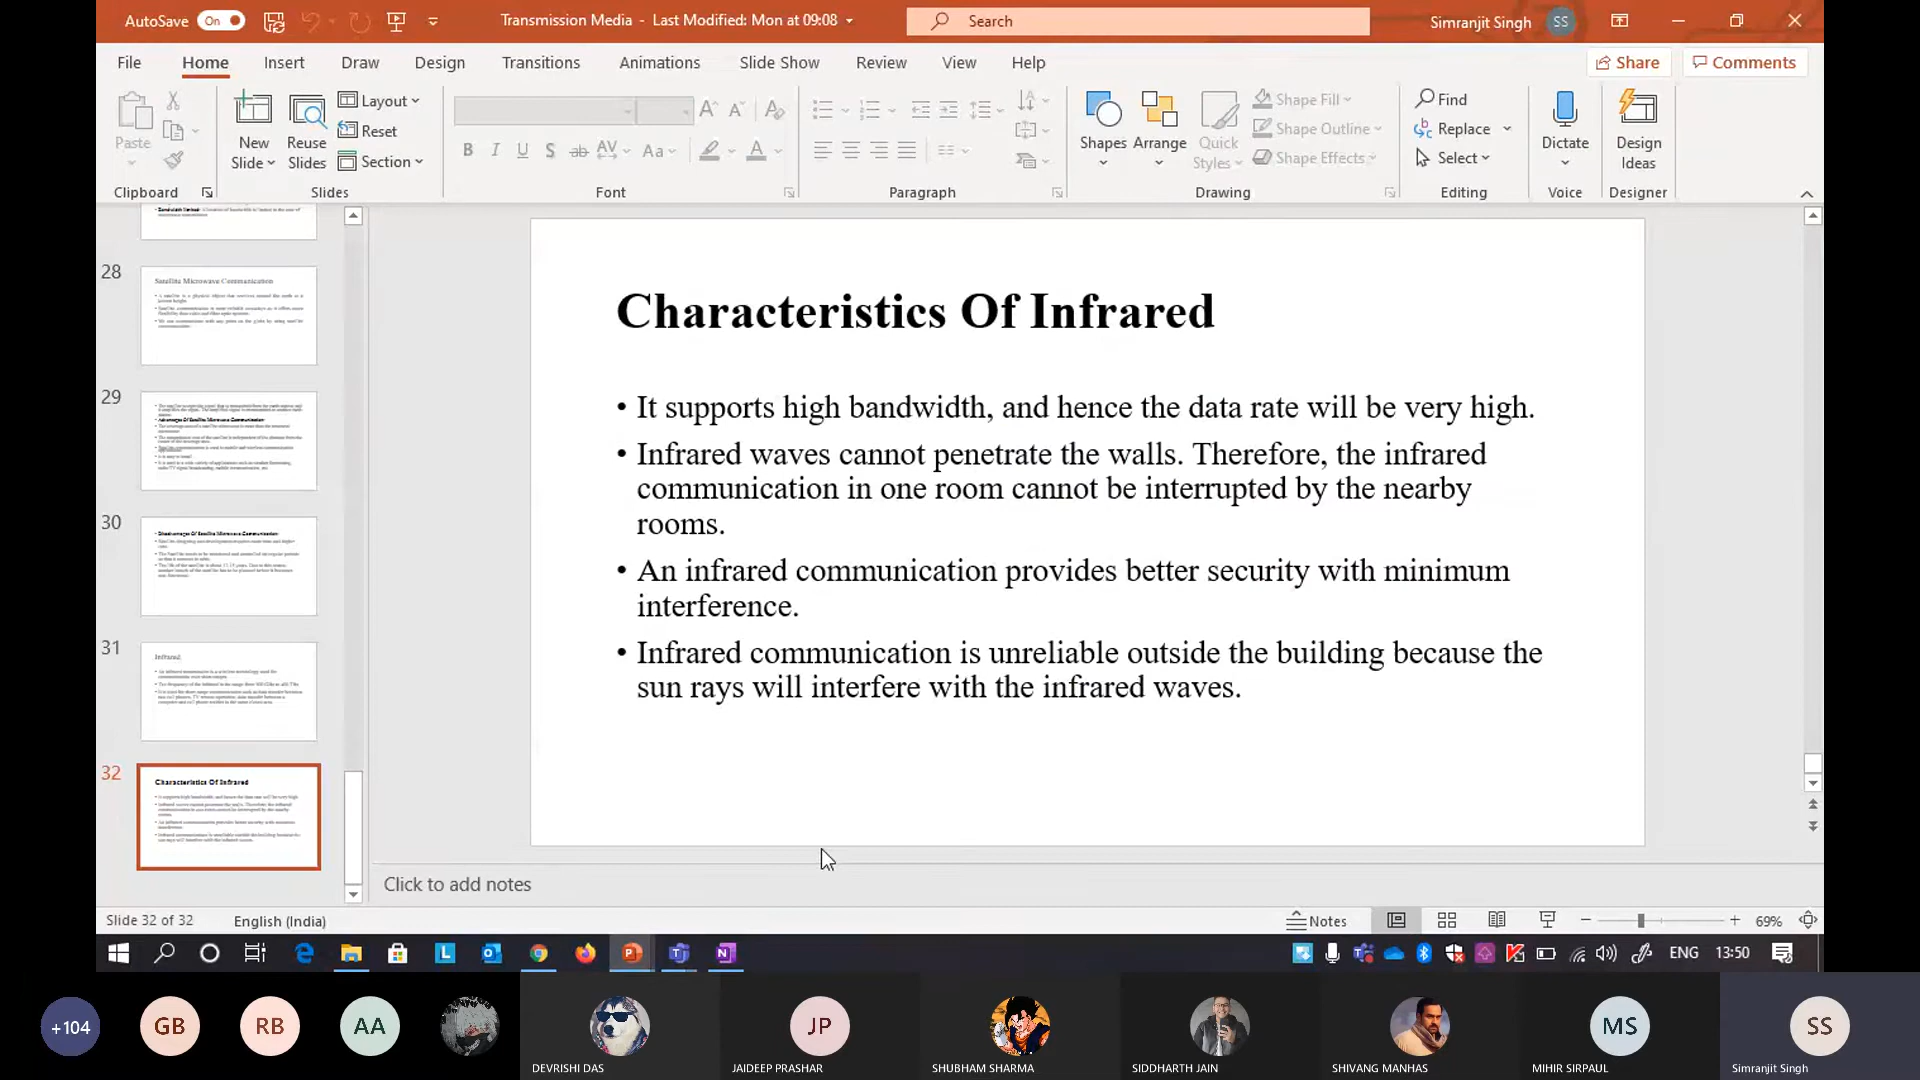 AutoSave On Transmission Media - Last Modified: Mon at 09:08 Search Simranjit Singh SS
File Home Insert Draw Design Transitions Animations Slide Show Review View Help Share Comments
Paste
New Slide
Reuse Slides
Layout
Reset
Section
Shapes
Arrange
Quick Styles
Shape Fill
Shape Outline
Shape Effects
Find
Replace
Select
Dictate
Design Ideas
Clipboard Slides Font Paragraph Drawing Editing Voice Designer
28
Satellite Microwave Communication
29
30
31
Infrared
32
Characteristics Of Infrared
Characteristics Of Infrared
• It supports high bandwidth, and hence the data rate will be very high.
• Infrared waves cannot penetrate the walls. Therefore, the infrared
communication in one room cannot be interrupted by the nearby
rooms.
• An infrared communication provides better security with minimum
interference.
• Infrared communication is unreliable outside the building because the
sun rays will interfere with the infrared waves.
Click to add notes
Slide 32 of 32 English (India) Notes 69%
ENG 13:50
+104 GB RB AA JP MS SS
DEVRISHI DAS JAIDEEP PRASHAR SHUBHAM SHARMA SIDDHARTH JAIN SHIVANG MANHAS MIHIR SIRPAUL Simranjit Singh